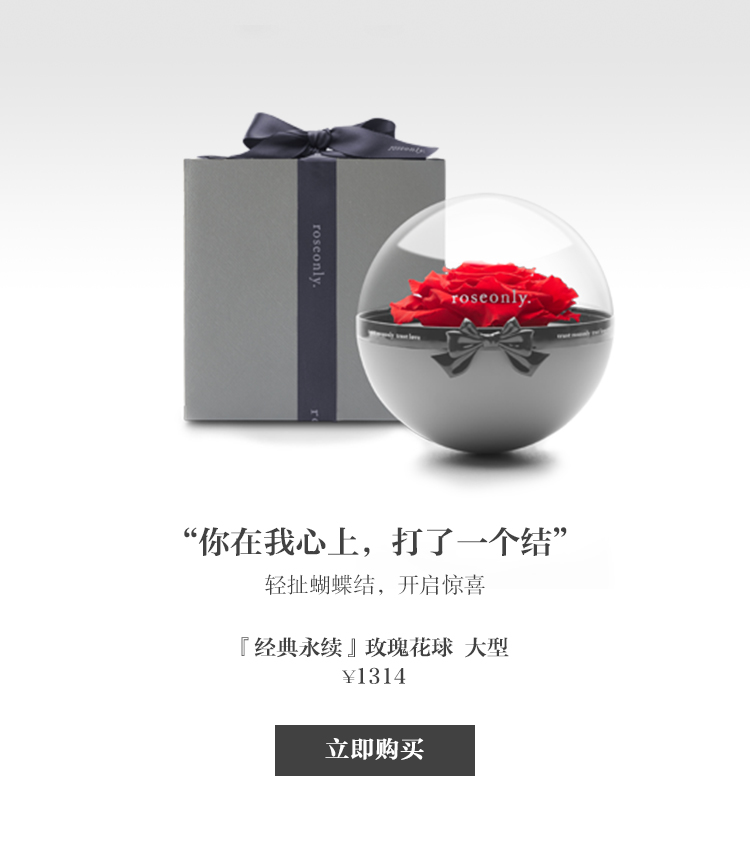 roseonly.
roseonly.
roseonly.
“你在我心上，打了一个结”
轻扯蝴蝶结，开启惊喜
『经典永续』玫瑰花球 大型
¥1314
立即购买